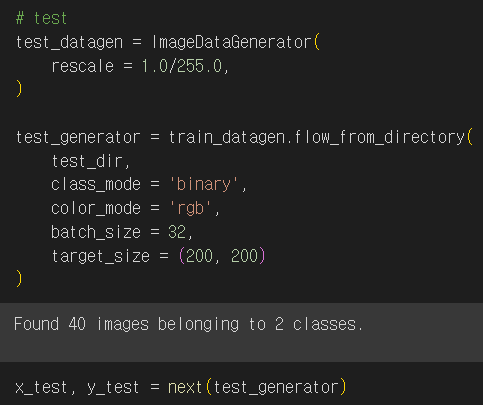 # test
test_datagen = ImageDataGenerator(
    rescale = 1.0/255.0,
)
test_generator = train_datagen.flow_from_directory(
    test_dir,
    class_mode = 'binary',
    color_mode = 'rgb',
    batch_size = 32,
    target_size = (200, 200)
)
Found 40 images belonging to 2 classes.
x_test, y_test = next(test_generator)